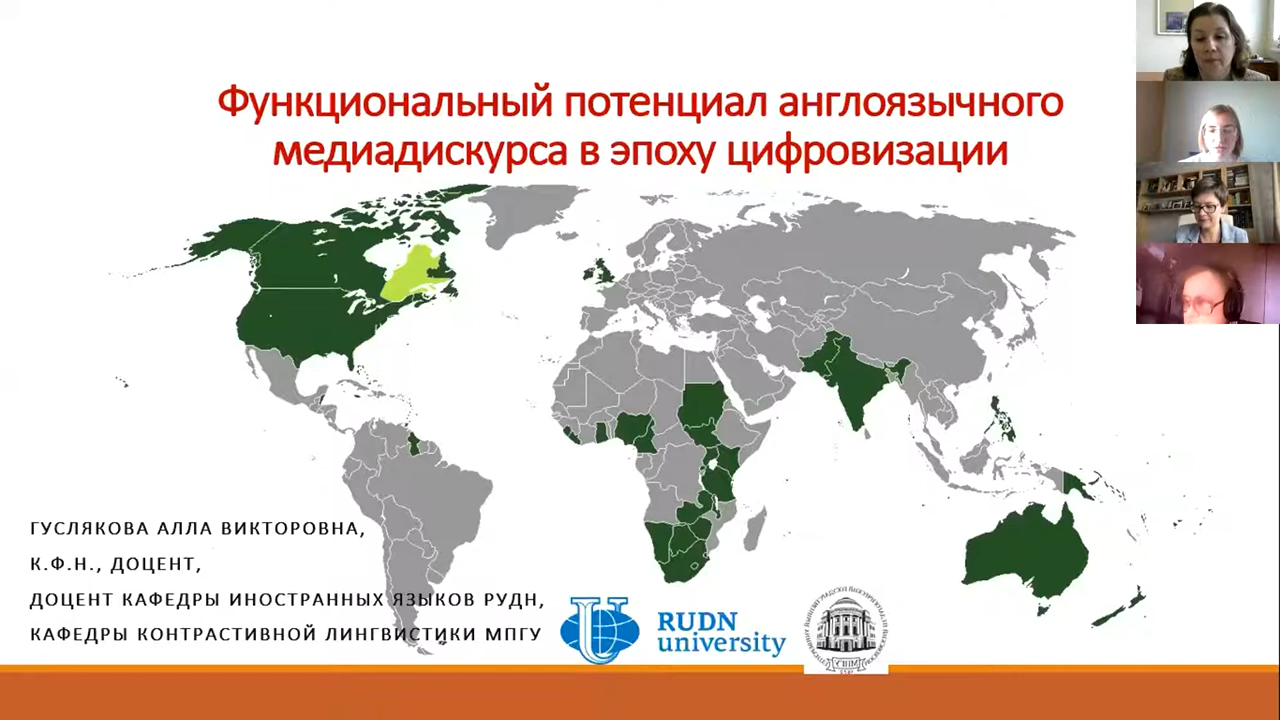 Функциональный потенциал англоязычного
медиадискурса в эпоху цифровизации
ГУСЛЯКОВА АЛЛА ВИКТОРОВНА,
К.Ф.Н., ДОЦЕНТ,
ДОЦЕНТ КАФЕДРЫ ИНОСТРАННЫХ ЯЗЫКОВ РУДН,
КАФЕДРЫ КОНТРАСТИВНОЙ ЛИНГВИСТИКИ МПГУ
RUDN
university